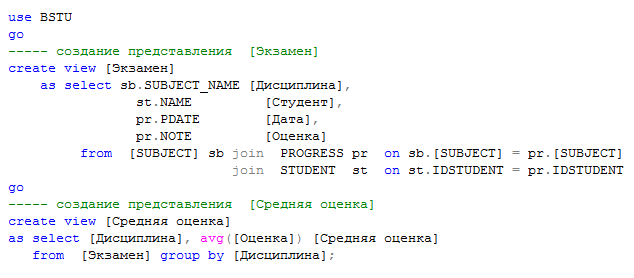 use BSTU
go
----- создание представления  [Экзамен]
create view [Экзамен]
    as select sb.SUBJECT_NAME [Дисциплина],
                st.NAME         [Студент],
                pr.PDATE        [Дата],
                pr.NOTE         [Оценка]
         from  [SUBJECT] sb join  PROGRESS pr  on sb.[SUBJECT] = pr.[SUBJECT]
                            join  STUDENT  st  on st.IDSTUDENT = pr.IDSTUDENT
go
----- создание представления  [Средняя оценка]
create view [Средняя оценка]
as select [Дисциплина], avg([Оценка]) [Средняя оценка]
   from  [Экзамен] group by [Дисциплина];